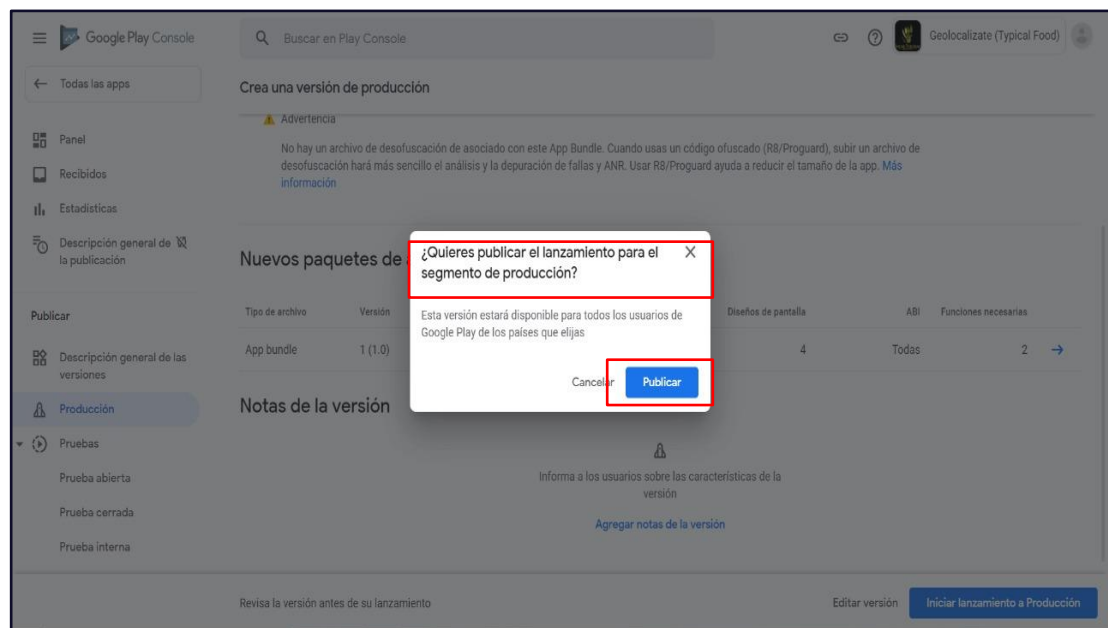 Google Play Console
Buscar en Play Console
Geolocalizate (Typical Food)
Todas las apps
Crea una versión de producción
Advertencia
No hay un archivo de desofuscación de asociado con este App Bundle. Cuando usas un código ofuscado (R8/Proguard), subir un archivo de
desofuscación hará más sencillo el análisis y la depuración de fallas y ANR. Usar R8/Proguard ayuda a reducir el tamaño de la app. Más
información
Panel
Recibidos
Estadísticas
Descripción general de
la publicación
Publicar
Descripción general de las
versiones
Producción
Pruebas
Prueba abierta
Prueba cerrada
Prueba interna
Nuevos paquetes de
¿Quieres publicar el lanzamiento para el
segmento de producción?
Esta versión estará disponible para todos los usuarios de
Google Play de los países que elijas
Cancelar
Publicar
Tipo de archivo Versión Diseños de pantalla ABI Funciones necesarias
App bundle 1 (1.0) 4 Todas 2
Notas de la versión
Informa a los usuarios sobre las características de la
versión
Agregar notas de la versión
Revisa la versión antes de su lanzamiento
Editar versión
Iniciar lanzamiento a Producción